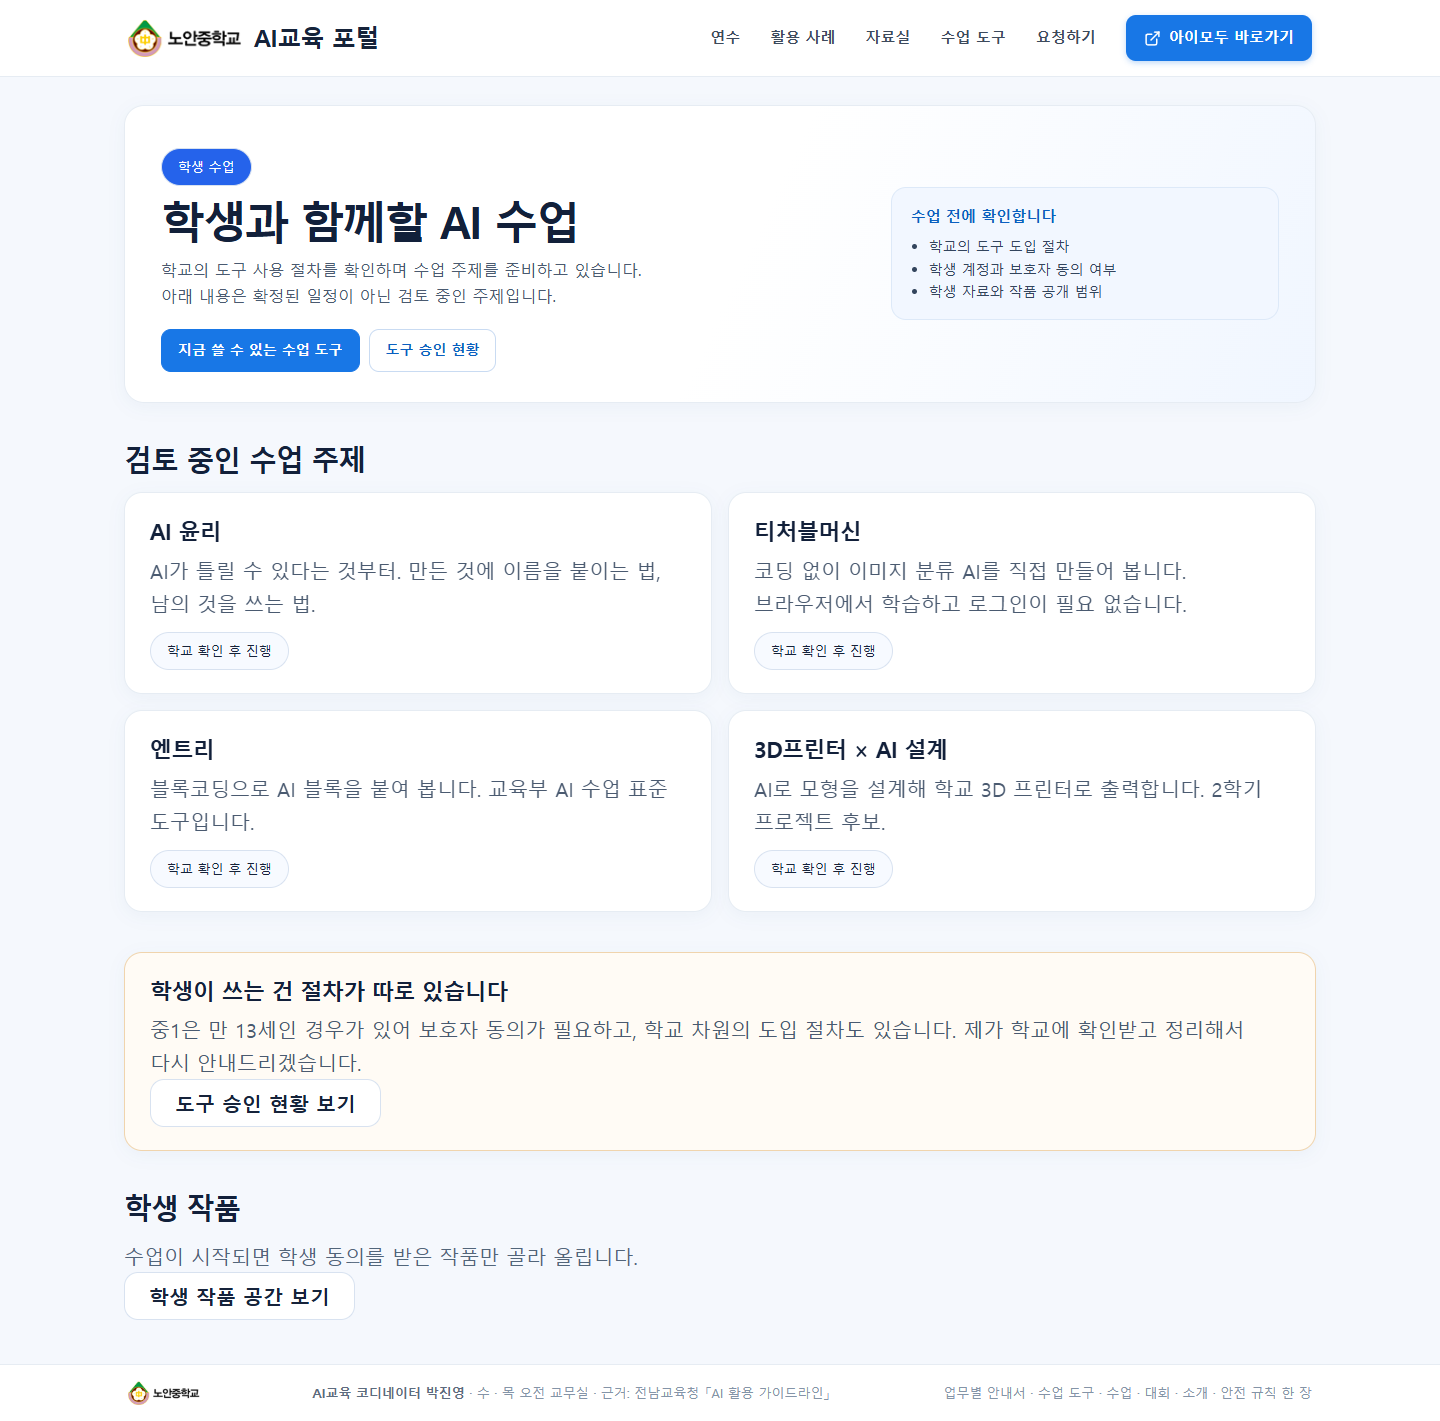 노안중학교 AI교육 포털
연수 활용 사례 자료실 수업 도구 요청하기 아이모두 바로가기
학생 수업
학생과 함께할 AI 수업
학교의 도구 사용 절차를 확인하며 수업 주제를 준비하고 있습니다.
아래 내용은 확정된 일정이 아닌 검토 중인 주제입니다.
지금 쓸 수 있는 수업 도구 도구 승인 현황
수업 전에 확인합니다
• 학교의 도구 도입 절차
• 학생 계정과 보호자 동의 여부
• 학생 자료와 작품 공개 범위
검토 중인 수업 주제
AI 윤리
AI가 틀릴 수 있다는 것부터. 만든 것에 이름을 붙이는 법,
남의 것을 쓰는 법.
학교 확인 후 진행
티처블머신
코딩 없이 이미지 분류 AI를 직접 만들어 봅니다.
브라우저에서 학습하고 로그인이 필요 없습니다.
학교 확인 후 진행
엔트리
블록코딩으로 AI 블록을 붙여 봅니다. 교육부 AI 수업 표준
도구입니다.
학교 확인 후 진행
3D프린터 × AI 설계
AI로 모형을 설계해 학교 3D 프린터로 출력합니다. 2학기
프로젝트 후보.
학교 확인 후 진행
학생이 쓰는 건 절차가 따로 있습니다
중1은 만 13세인 경우가 있어 보호자 동의가 필요하고, 학교 차원의 도입 절차도 있습니다. 제가 학교에 확인받고 정리해서
다시 안내드리겠습니다.
도구 승인 현황 보기
학생 작품
수업이 시작되면 학생 동의를 받은 작품만 골라 올립니다.
학생 작품 공간 보기
노안중학교
AI교육 코디네이터 박진영 · 수 · 목 오전 교무실 · 근거: 전남교육청 「AI 활용 가이드라인」
업무별 안내서 · 수업 도구 · 수업 · 대회 · 소개 · 안전 규칙 한 장